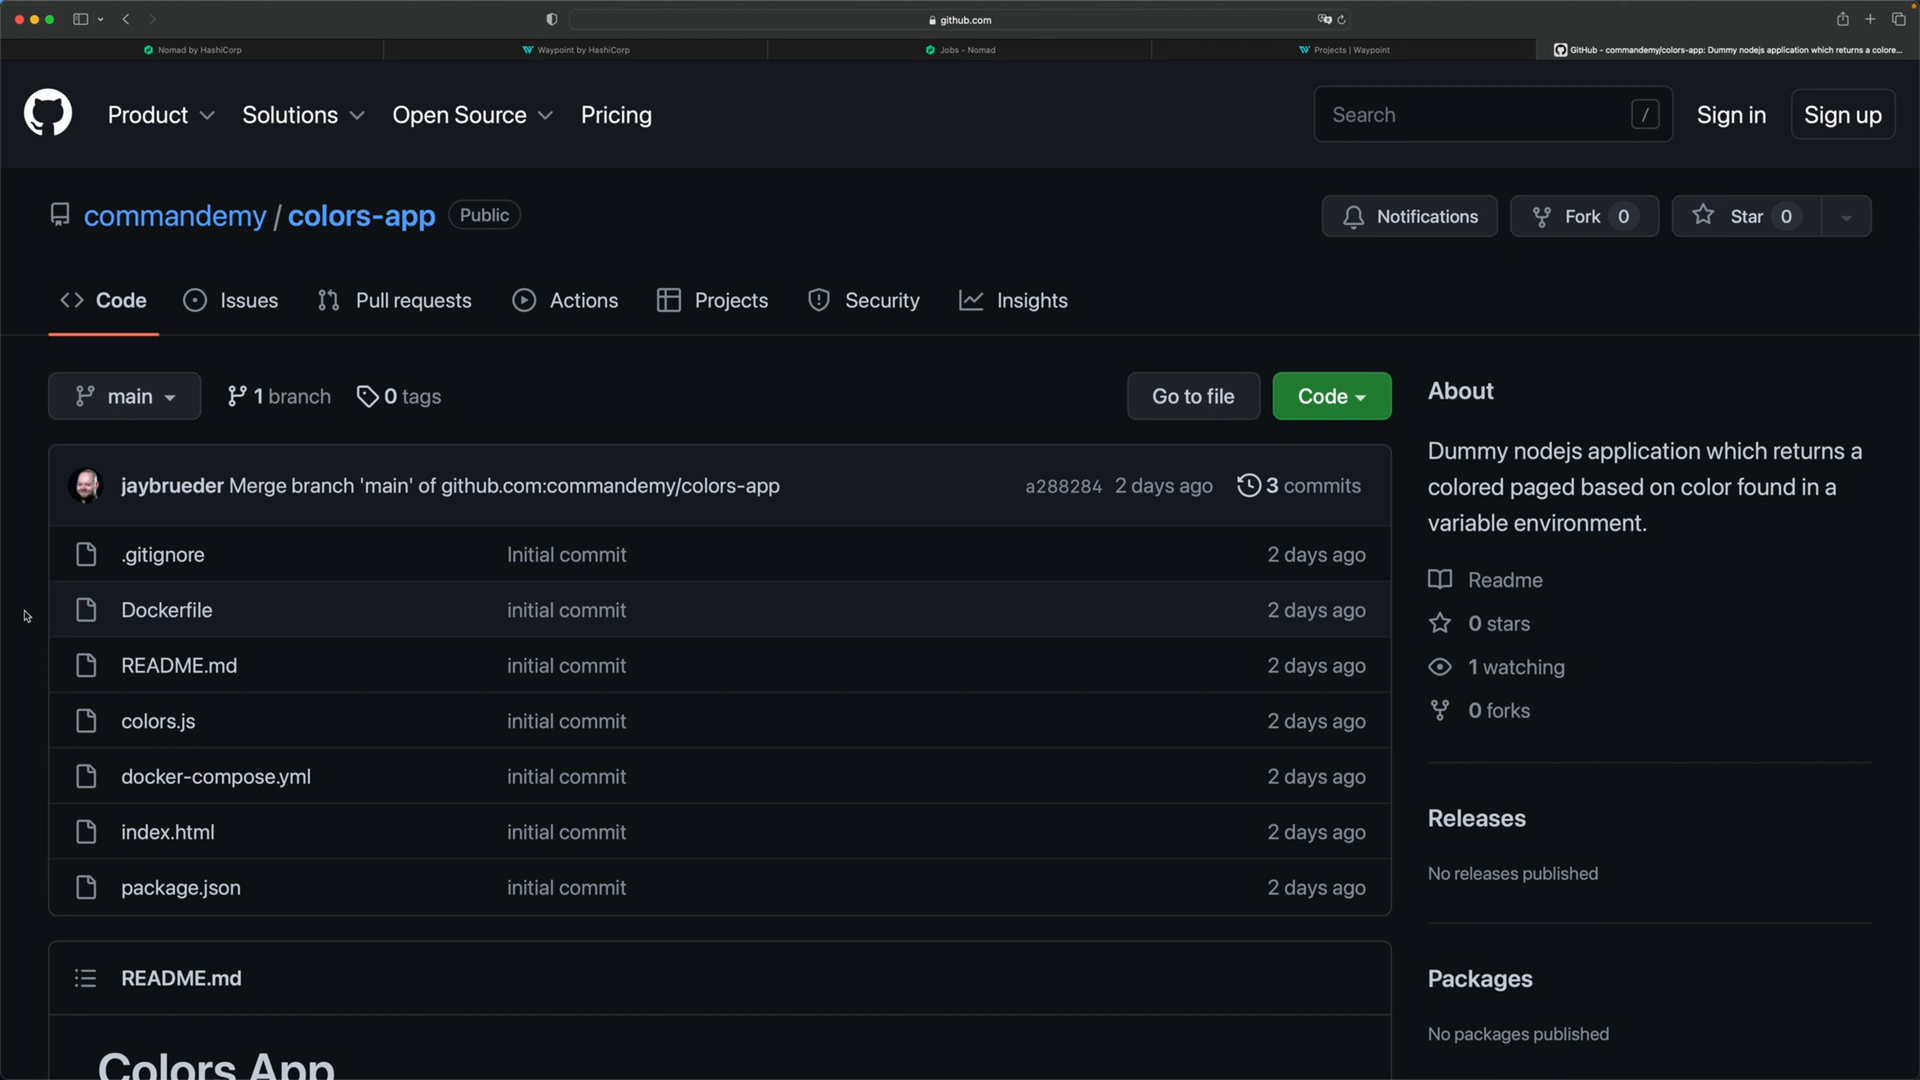 github.com
Nomad by HashiCorp
Waypoint by HashiCorp
Jobs - Nomad
Projects | Waypoint
GitHub - commandemy/colors-app: Dummy nodejs application which returns a colore...
Product
Solutions
Open Source
Pricing
Search
/
Sign in
Sign up
commandemy / colors-app
Public
Notifications
Fork 0
Star 0
Code
Issues
Pull requests
Actions
Projects
Security
Insights
main
1 branch
0 tags
Go to file
Code
About
Dummy nodejs application which returns a
colored paged based on color found in a
variable environment.
Readme
0 stars
1 watching
0 forks
jaybrueder Merge branch 'main' of github.com:commandemy/colors-app
a288284 2 days ago
3 commits
.gitignore Initial commit 2 days ago
Dockerfile initial commit 2 days ago
README.md initial commit 2 days ago
colors.js initial commit 2 days ago
docker-compose.yml initial commit 2 days ago
index.html initial commit 2 days ago
package.json initial commit 2 days ago
Releases
No releases published
Packages
No packages published
README.md
Colors App